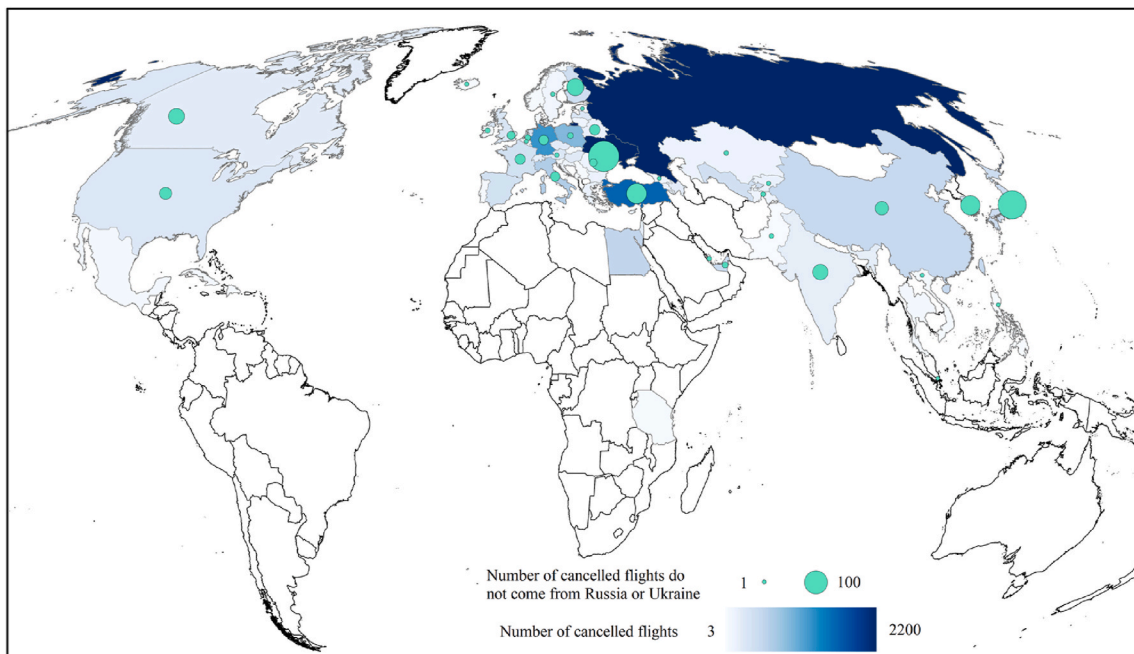 Number of cancelled flights do
not come from Russia or Ukraine
1
100
Number of cancelled flights
3
2200